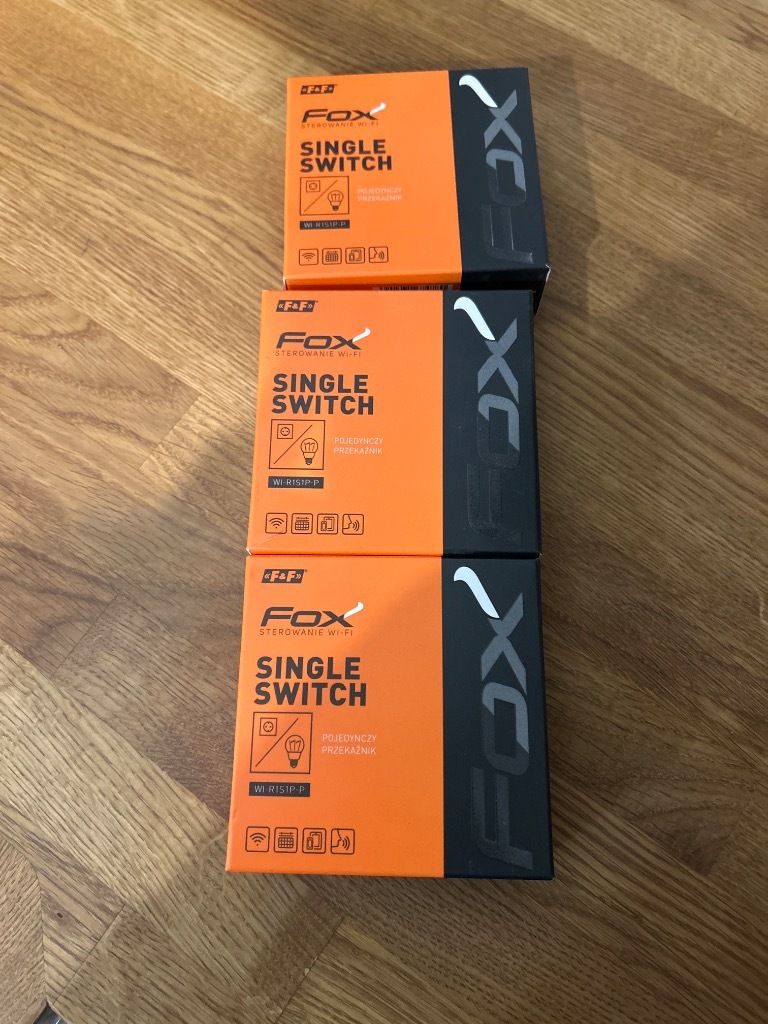 «F&F»
FOX
STEROWANIE WI-FI
SINGLE
SWITCH
POJEDYNCZY
PRZEKAŹNIK
WI-R1S1P-P
FOX
«F&F»
FOX
STEROWANIE WI-FI
SINGLE
SWITCH
POJEDYNCZY
PRZEKAŹNIK
WI-R1S1P-P
FOX
«F&F»
FOX
STEROWANIE WI-FI
SINGLE
SWITCH
POJEDYNCZY
PRZEKAŹNIK
WI-R1S1P-P
FOX